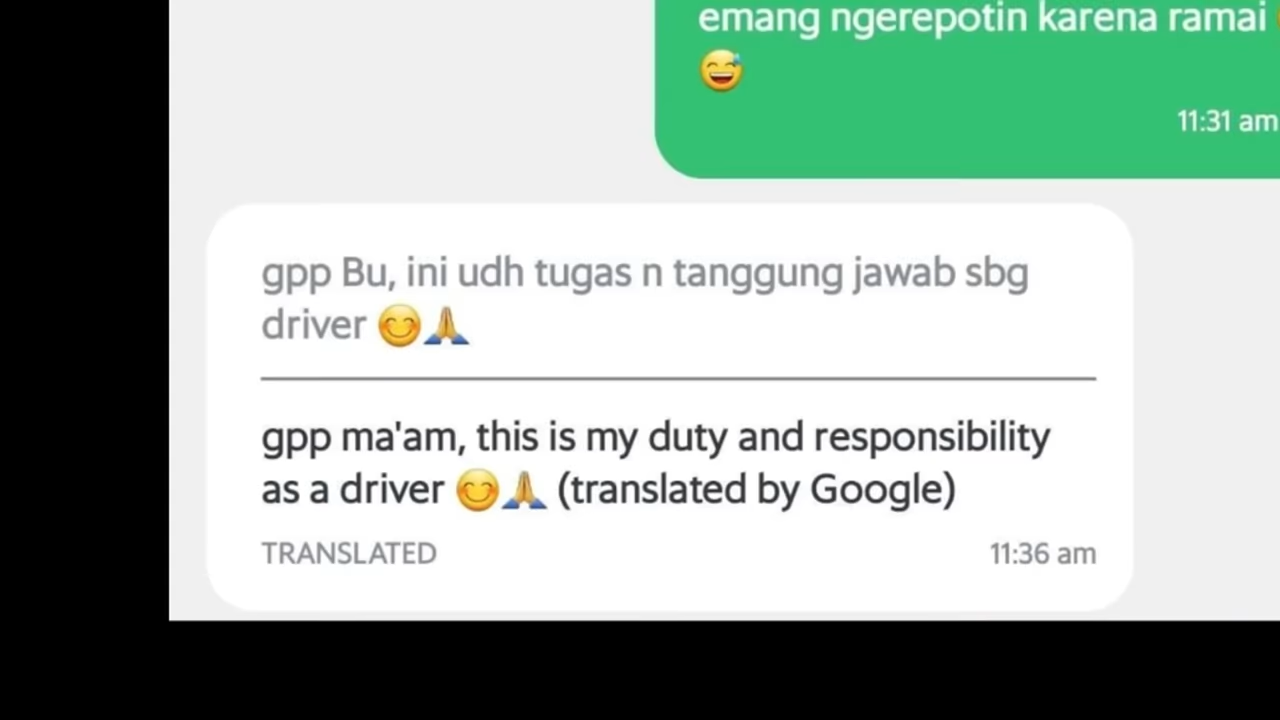 emang ngerepotin karena ramai
😅
11:31 am
gpp Bu, ini udh tugas n tanggung jawab sbg
driver 😊🙏
gpp ma'am, this is my duty and responsibility
as a driver 😊🙏 (translated by Google)
TRANSLATED
11:36 am